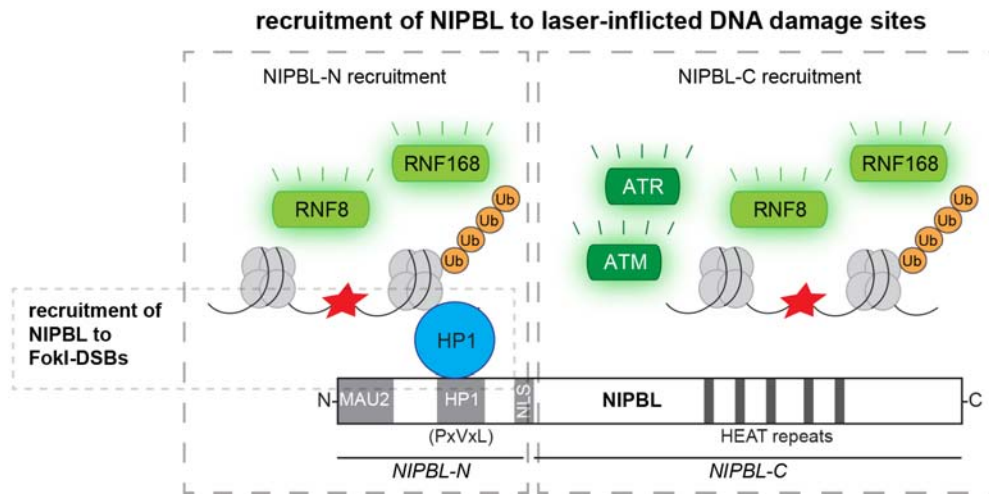 recruitment of NIPBL to laser-inflicted DNA damage sites
NIPBL-N recruitment
NIPBL-C recruitment
RNF168
RNF8
Ub
Ub
Ub
Ub
ATR
ATM
RNF168
RNF8
Ub
Ub
Ub
Ub
recruitment of
NIPBL to
FokI-DSBs
HP1
N-
MAU2
HP1
NLS
NIPBL
-C
(PxVxL)
HEAT repeats
NIPBL-N
NIPBL-C